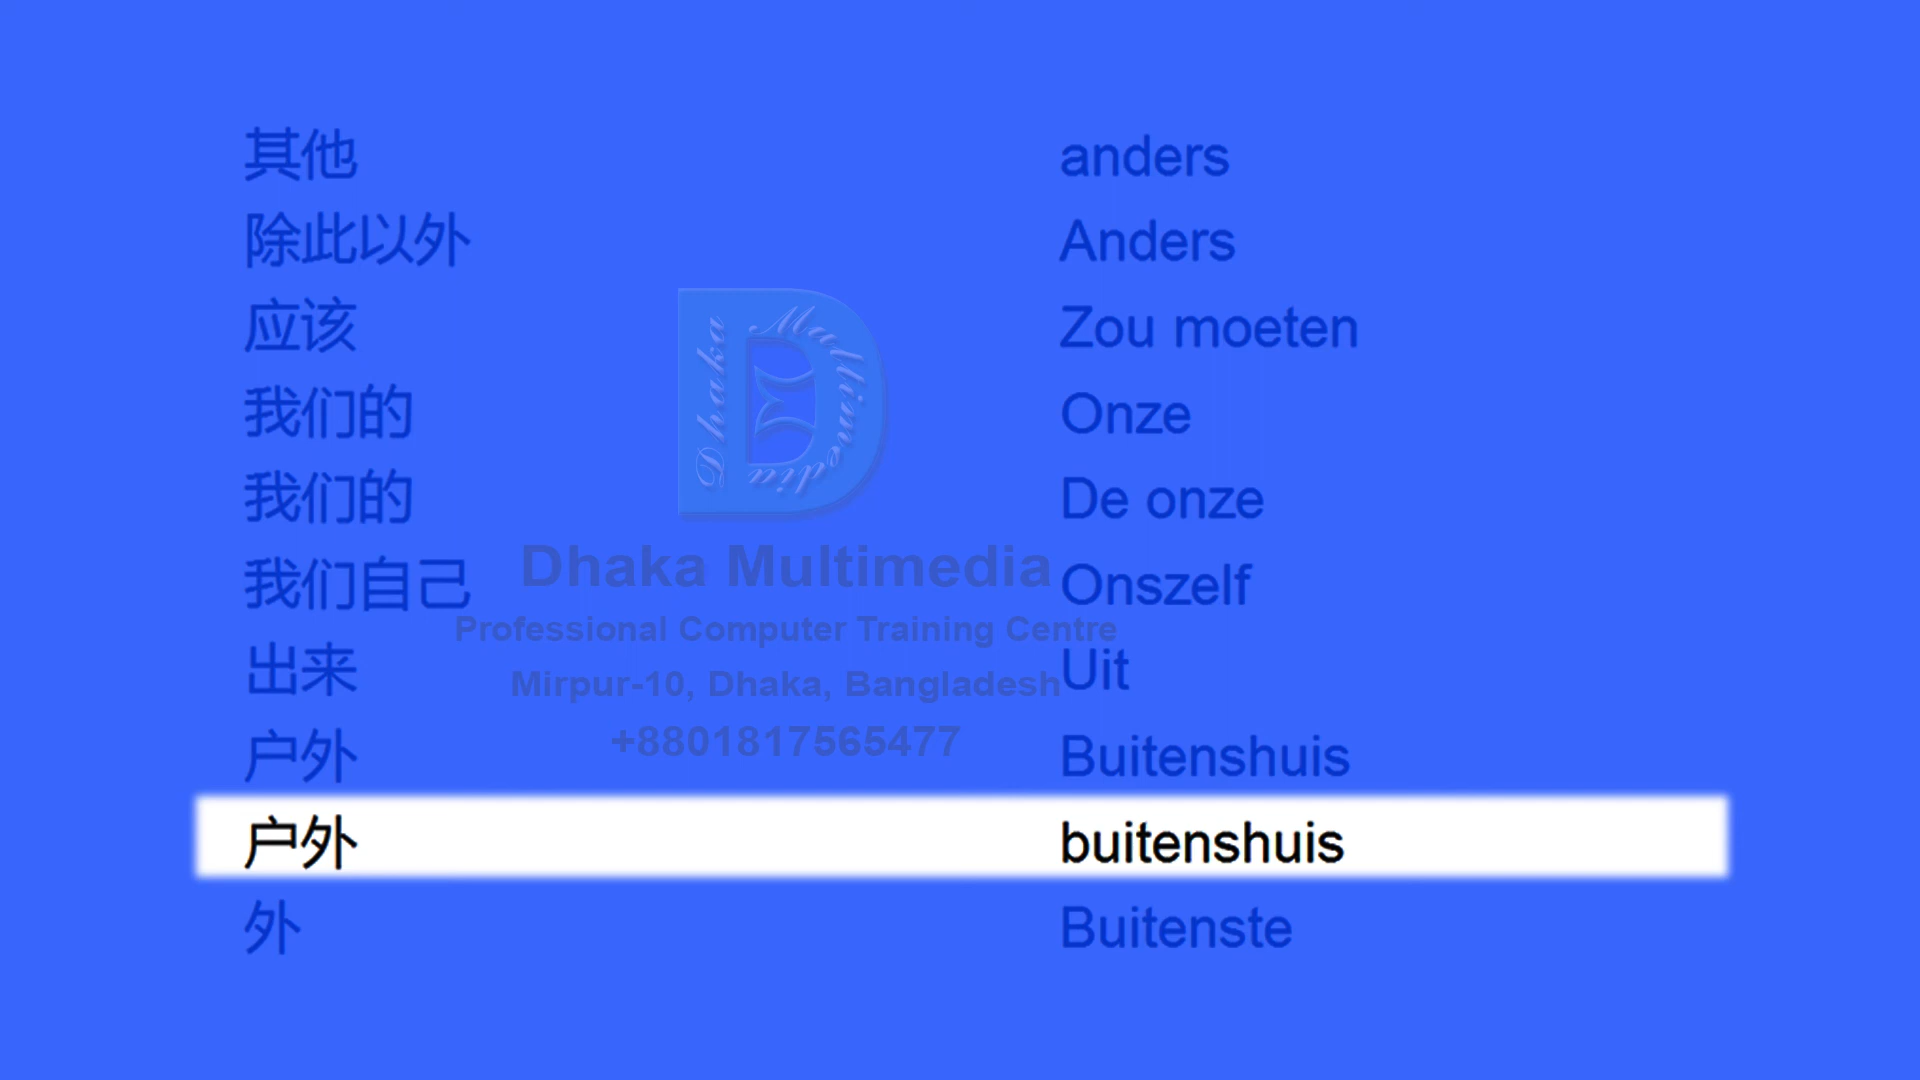 其他 anders
除此以外 Anders
应该 Zou moeten
我们的 Onze
我们的 De onze
我们自己 Onszelf
出来 Uit
户外 Buitenshuis
户外 buitenshuis
外 Buitenste
Dhaka Multimedia
Dhaka Multimedia
Professional Computer Training Centre
Mirpur-10, Dhaka, Bangladesh
+8801817565477